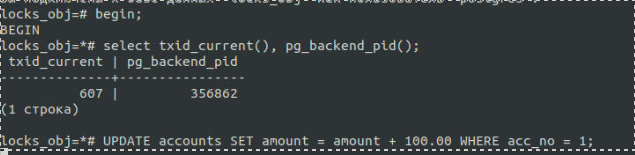 locks_obj=# begin;
BEGIN
locks_obj=*# select txid_current(), pg_backend_pid();
 txid_current | pg_backend_pid
--------------+----------------
          607 |         356862
(1 строка)

locks_obj=*# UPDATE accounts SET amount = amount + 100.00 WHERE acc_no = 1;